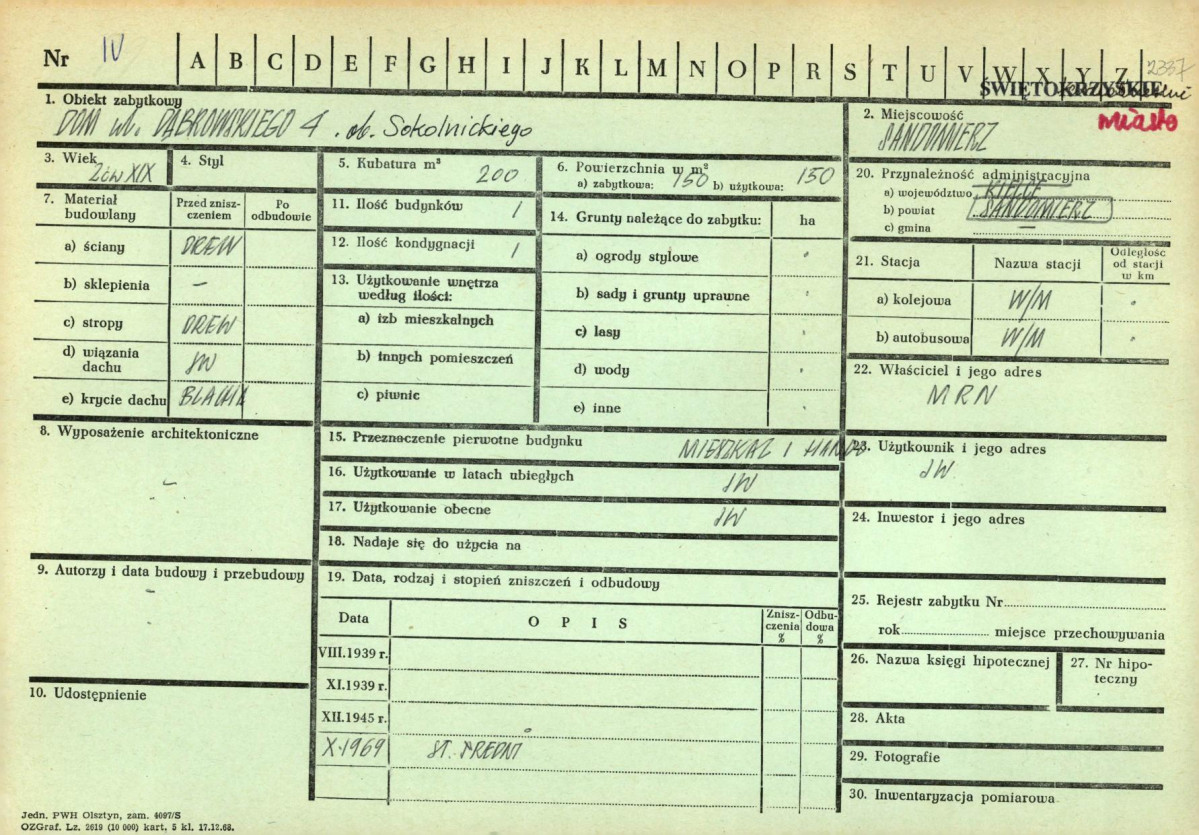 Nr IV A B C D E F G H I J K L M N O P R S T U V W X Y Z 2337
ŚWIĘTOKRZYSKIE
miasto
1. Obiekt zabytkowy
DOM ul. DĄBROWSKIEGO 4. ob. Sokolnickiego
2. Miejscowość
SANDOMIERZ
3. Wiek
2ćw XIX
4. Styl
5. Kubatura m³ 200
6. Powierzchnia w m²
a) zabytkowa: 150 b) użytkowa: 150
7. Materiał budowlany
Przed zniszczeniem
Po odbudowie
a) ściany DREW
b) sklepienia –
c) stropy DREW
d) wiązania dachu JW
e) krycie dachu BLACHA
11. Ilość budynków 1
12. Ilość kondygnacji 1
13. Użytkowanie wnętrza
według ilości:
a) izb mieszkalnych
b) innych pomieszczeń
c) piwnic
14. Grunty należące do zabytku: ha
a) ogrody stylowe
b) sady i grunty uprawne
c) lasy
d) wody
e) inne
20. Przynależność administracyjna
a) województwo KIELCE
b) powiat SANDOMIERZ
c) gmina –
21. Stacja Nazwa stacji Odległość od stacji w km
a) kolejowa W/M
b) autobusowa W/M
22. Właściciel i jego adres
MRN
8. Wyposażenie architektoniczne
–
9. Autorzy i data budowy i przebudowy
–
10. Udostępnienie
15. Przeznaczenie pierwotne budynku MIESZKAL I HAND
16. Użytkowanie w latach ubiegłych JW
17. Użytkowanie obecne JW
18. Nadaje się do użycia na
19. Data, rodzaj i stopień zniszczeń i odbudowy
Data OPIS Zniszczenia % Odbudowa %
VIII.1939 r.
XI.1939 r.
XII.1945 r.
X.1969 ST. ŚREDNI
23. Użytkownik i jego adres
JW.
24. Inwestor i jego adres
25. Rejestr zabytku Nr
rok miejsce przechowywania
26. Nazwa księgi hipotecznej
27. Nr hipoteczny
28. Akta
29. Fotografie
30. Inwentaryzacja pomiarowa
Jedn. PWH Olsztyn, zam. 4097/S
OZGraf. Lz. 2619 (10 000) kart. 5 kl. 17.12.68.